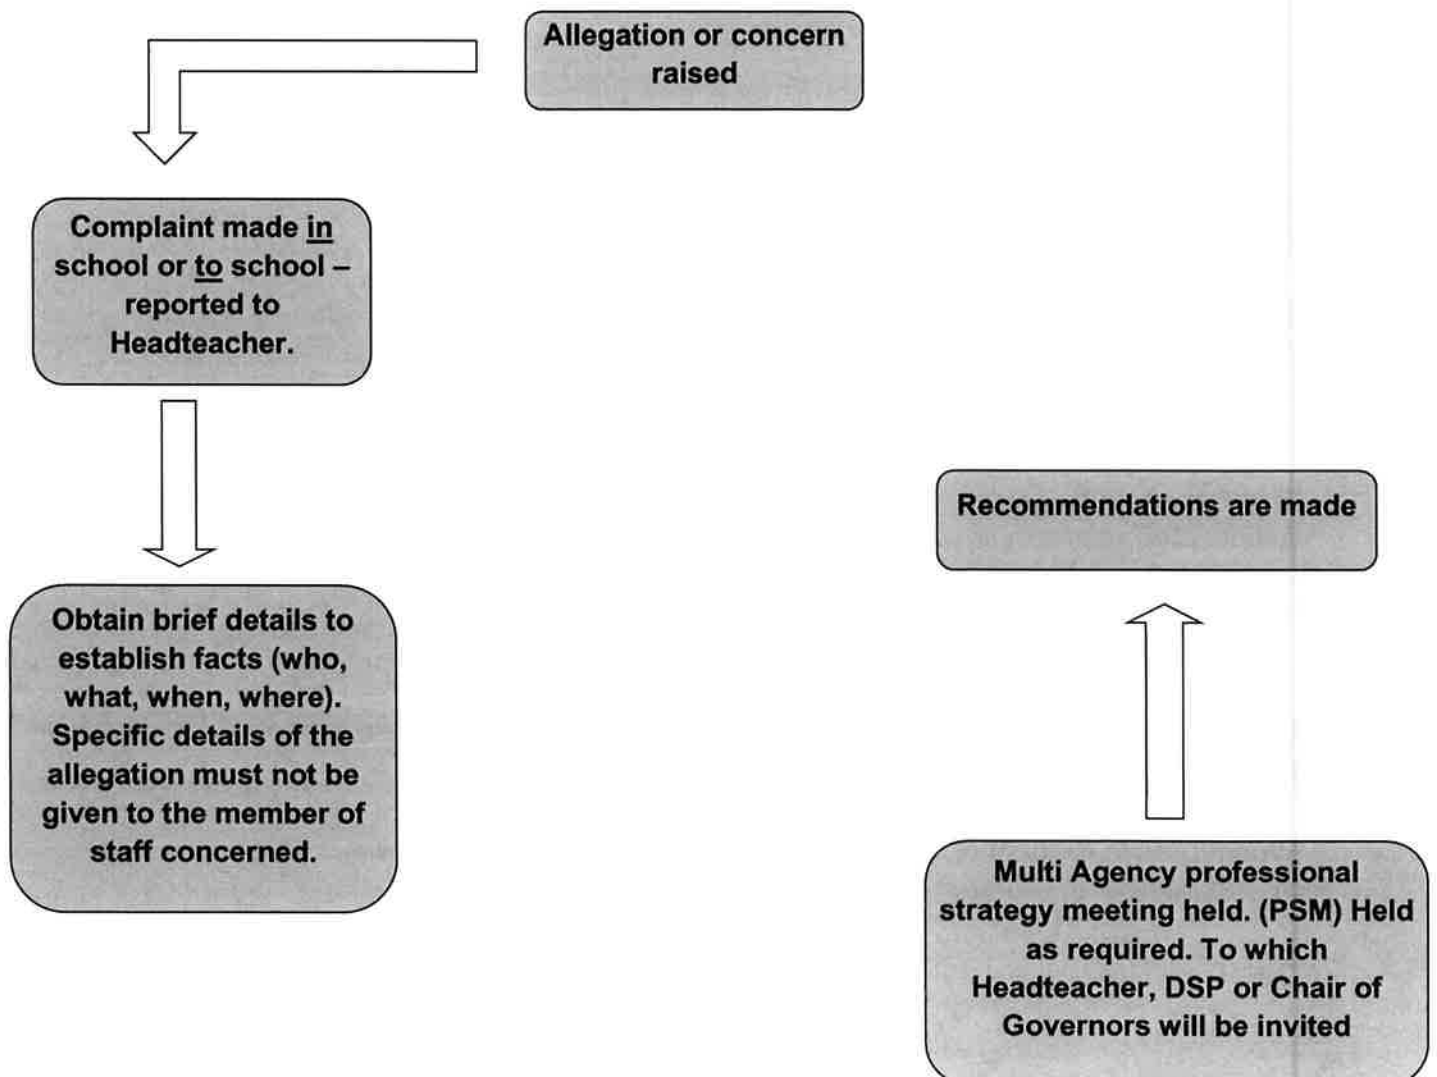 Allegation or concern
raised
Complaint made in
school or to school –
reported to
Headteacher.
Obtain brief details to
establish facts (who,
what, when, where).
Specific details of the
allegation must not be
given to the member of
staff concerned.
Recommendations are made
Multi Agency professional
strategy meeting held. (PSM) Held
as required. To which
Headteacher, DSP or Chair of
Governors will be invited